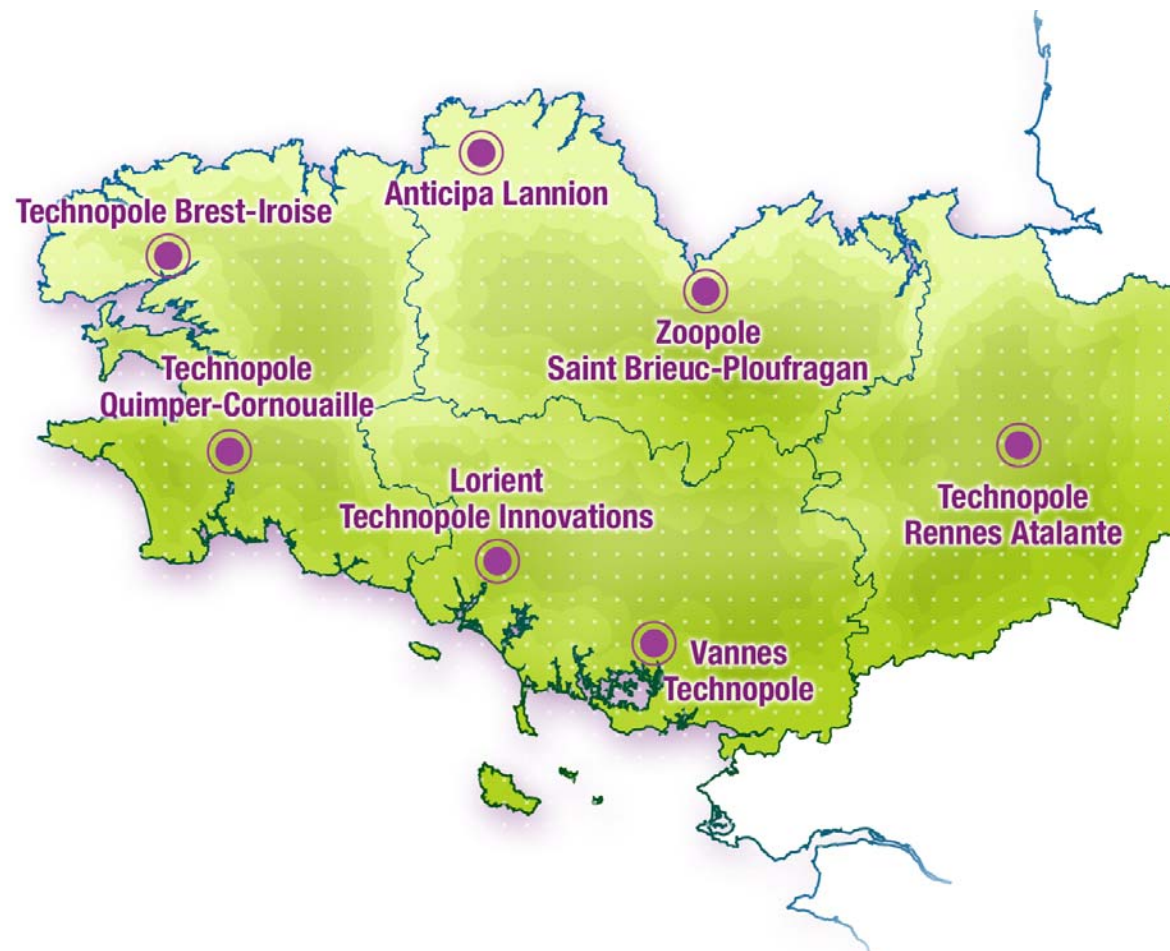 Anticipa Lannion
Technopole Brest-Iroise
Zoopole
Saint Brieuc-Ploufragan
Technopole
Quimper-Cornouaille
Lorient
Technopole Innovations
Technopole
Rennes Atalante
Vannes
Technopole